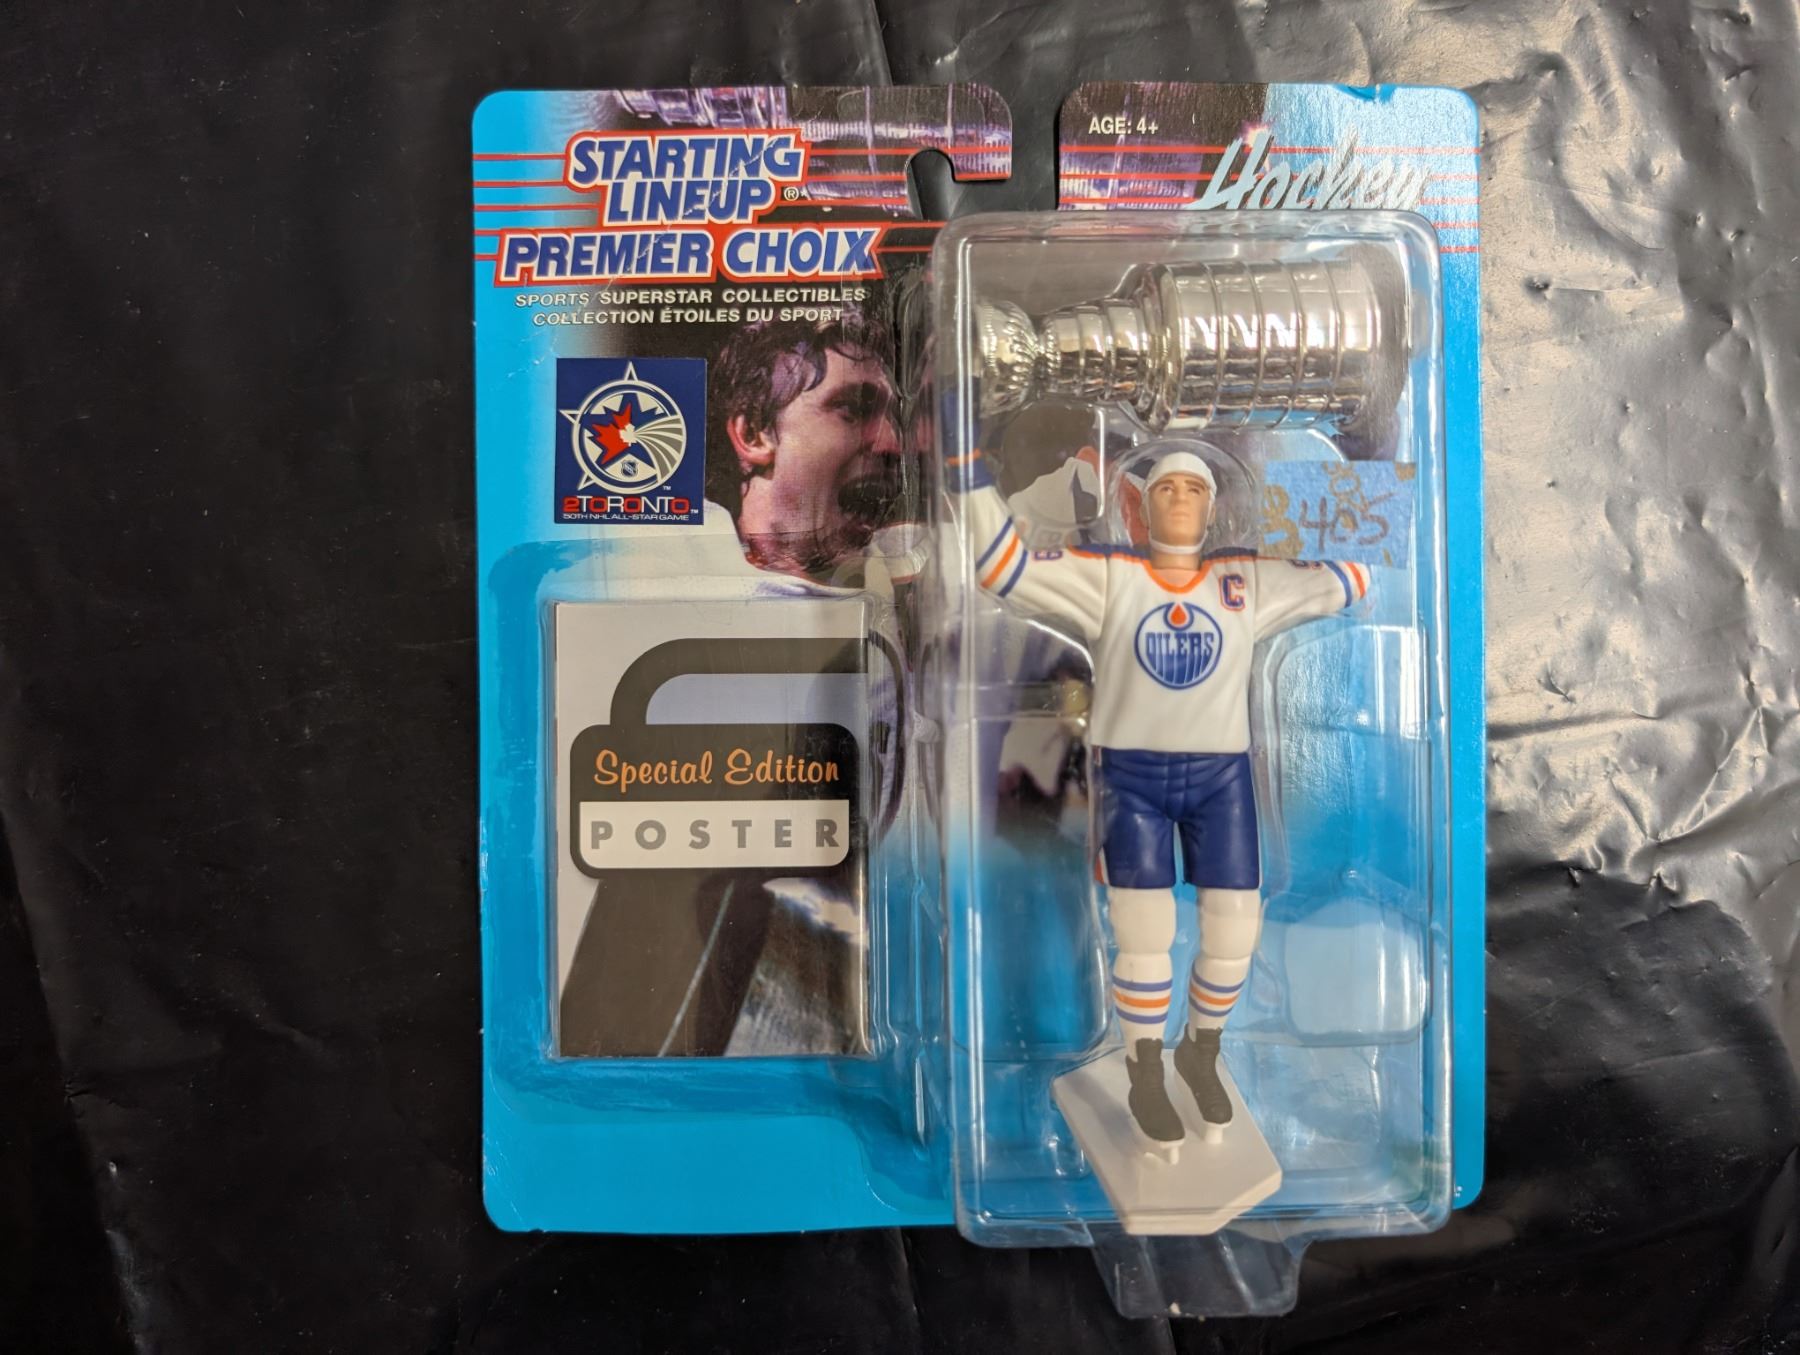 AGE: 4+
STARTING
LINEUP®
Hockey
PREMIER CHOIX
SPORTS SUPERSTAR COLLECTIBLES
COLLECTION ÉTOILES DU SPORT
2TORONTO™
50TH NHL ALL-STAR GAME
405
C
OILERS
Special Edition
POSTER